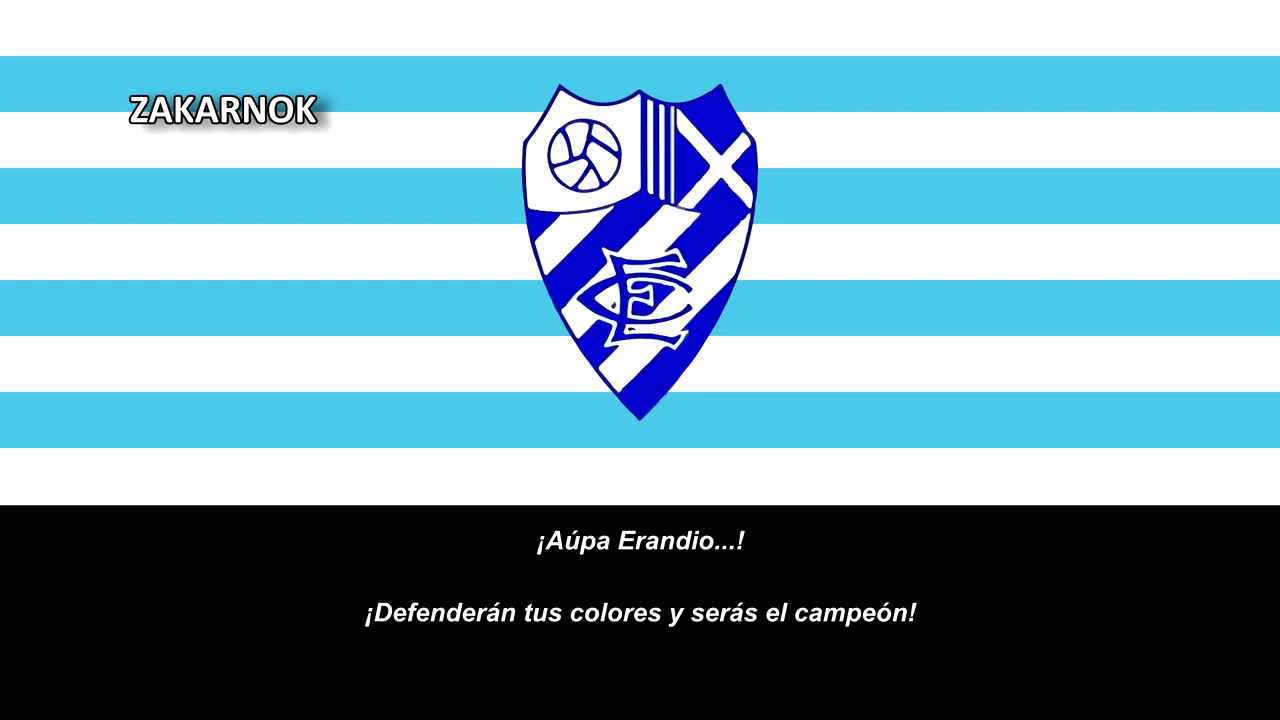 ZAKARNOK
¡Aúpa Erandio...!
¡Defenderán tus colores y serás el campeón!